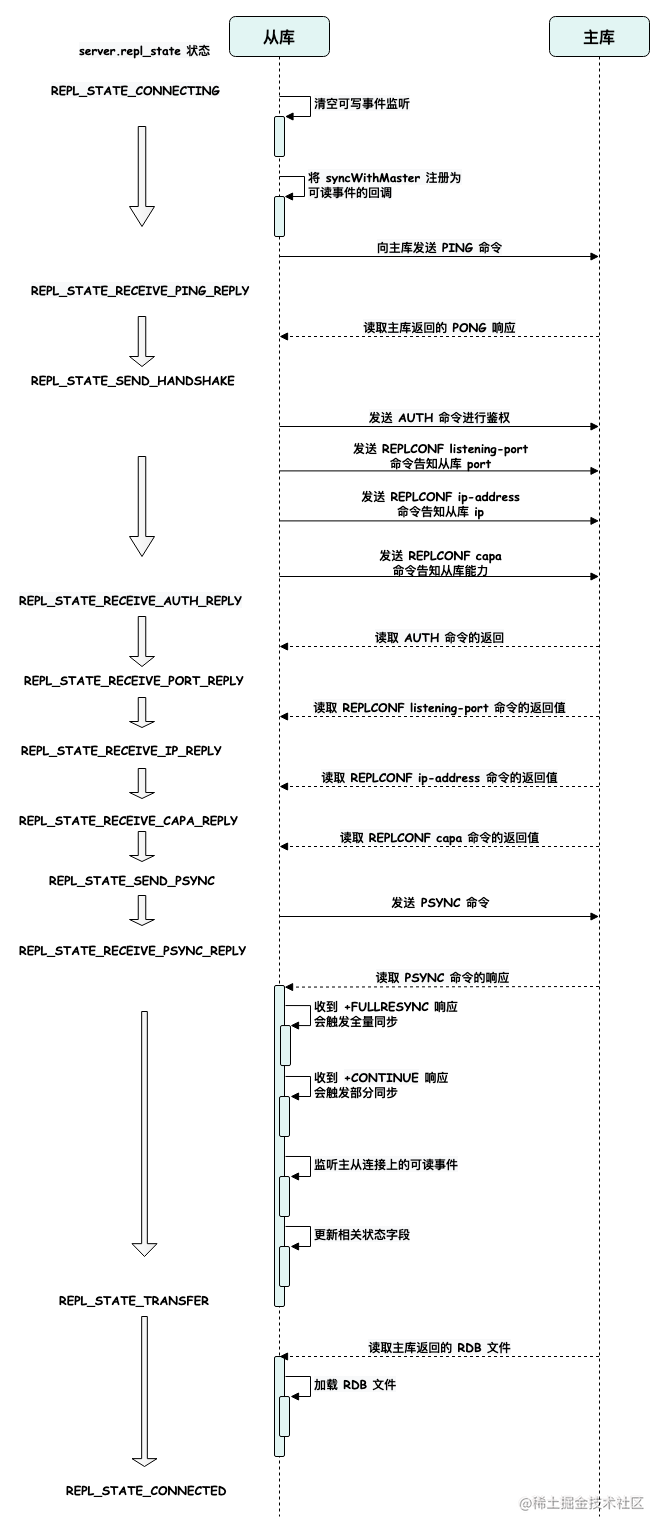 从库
主库
server.repl_state 状态
REPL_STATE_CONNECTING
清空可写事件监听
将 syncWithMaster 注册为
可读事件的回调
向主库发送 PING 命令
REPL_STATE_RECEIVE_PING_REPLY
读取主库返回的 PONG 响应
REPL_STATE_SEND_HANDSHAKE
发送 AUTH 命令进行鉴权
发送 REPLCONF listening-port
命令告知从库 port
发送 REPLCONF ip-address
命令告知从库 ip
发送 REPLCONF capa
命令告知从库能力
REPL_STATE_RECEIVE_AUTH_REPLY
读取 AUTH 命令的返回
REPL_STATE_RECEIVE_PORT_REPLY
读取 REPLCONF listening-port 命令的返回值
REPL_STATE_RECEIVE_IP_REPLY
读取 REPLCONF ip-address 命令的返回值
REPL_STATE_RECEIVE_CAPA_REPLY
读取 REPLCONF capa 命令的返回值
REPL_STATE_SEND_PSYNC
发送 PSYNC 命令
REPL_STATE_RECEIVE_PSYNC_REPLY
读取 PSYNC 命令的响应
收到 +FULLRESYNC 响应
会触发全量同步
收到 +CONTINUE 响应
会触发部分同步
监听主从连接上的可读事件
更新相关状态字段
REPL_STATE_TRANSFER
读取主库返回的 RDB 文件
加载 RDB 文件
REPL_STATE_CONNECTED
@稀土掘金技术社区